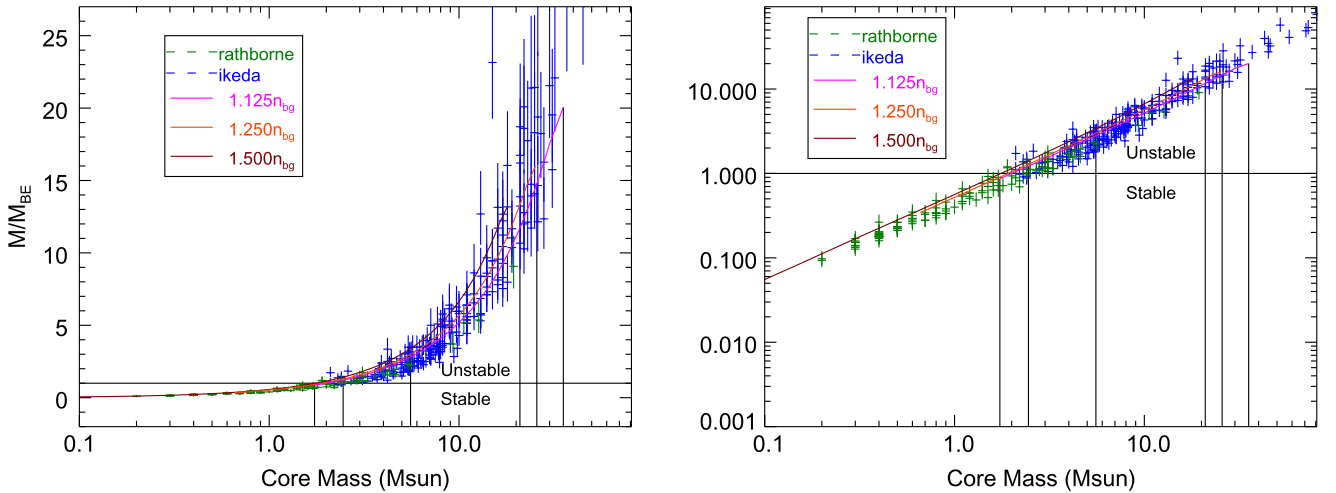 25
20
15
10
5
0
M/M_BE
rathborne
ikeda
1.125n_bg
1.250n_bg
1.500n_bg
Unstable
Stable
0.1 1.0 10.0
Core Mass (Msun)
10.000
1.000
0.100
0.010
0.001
rathborne
ikeda
1.125n_bg
1.250n_bg
1.500n_bg
Unstable
Stable
0.1 1.0 10.0
Core Mass (Msun)